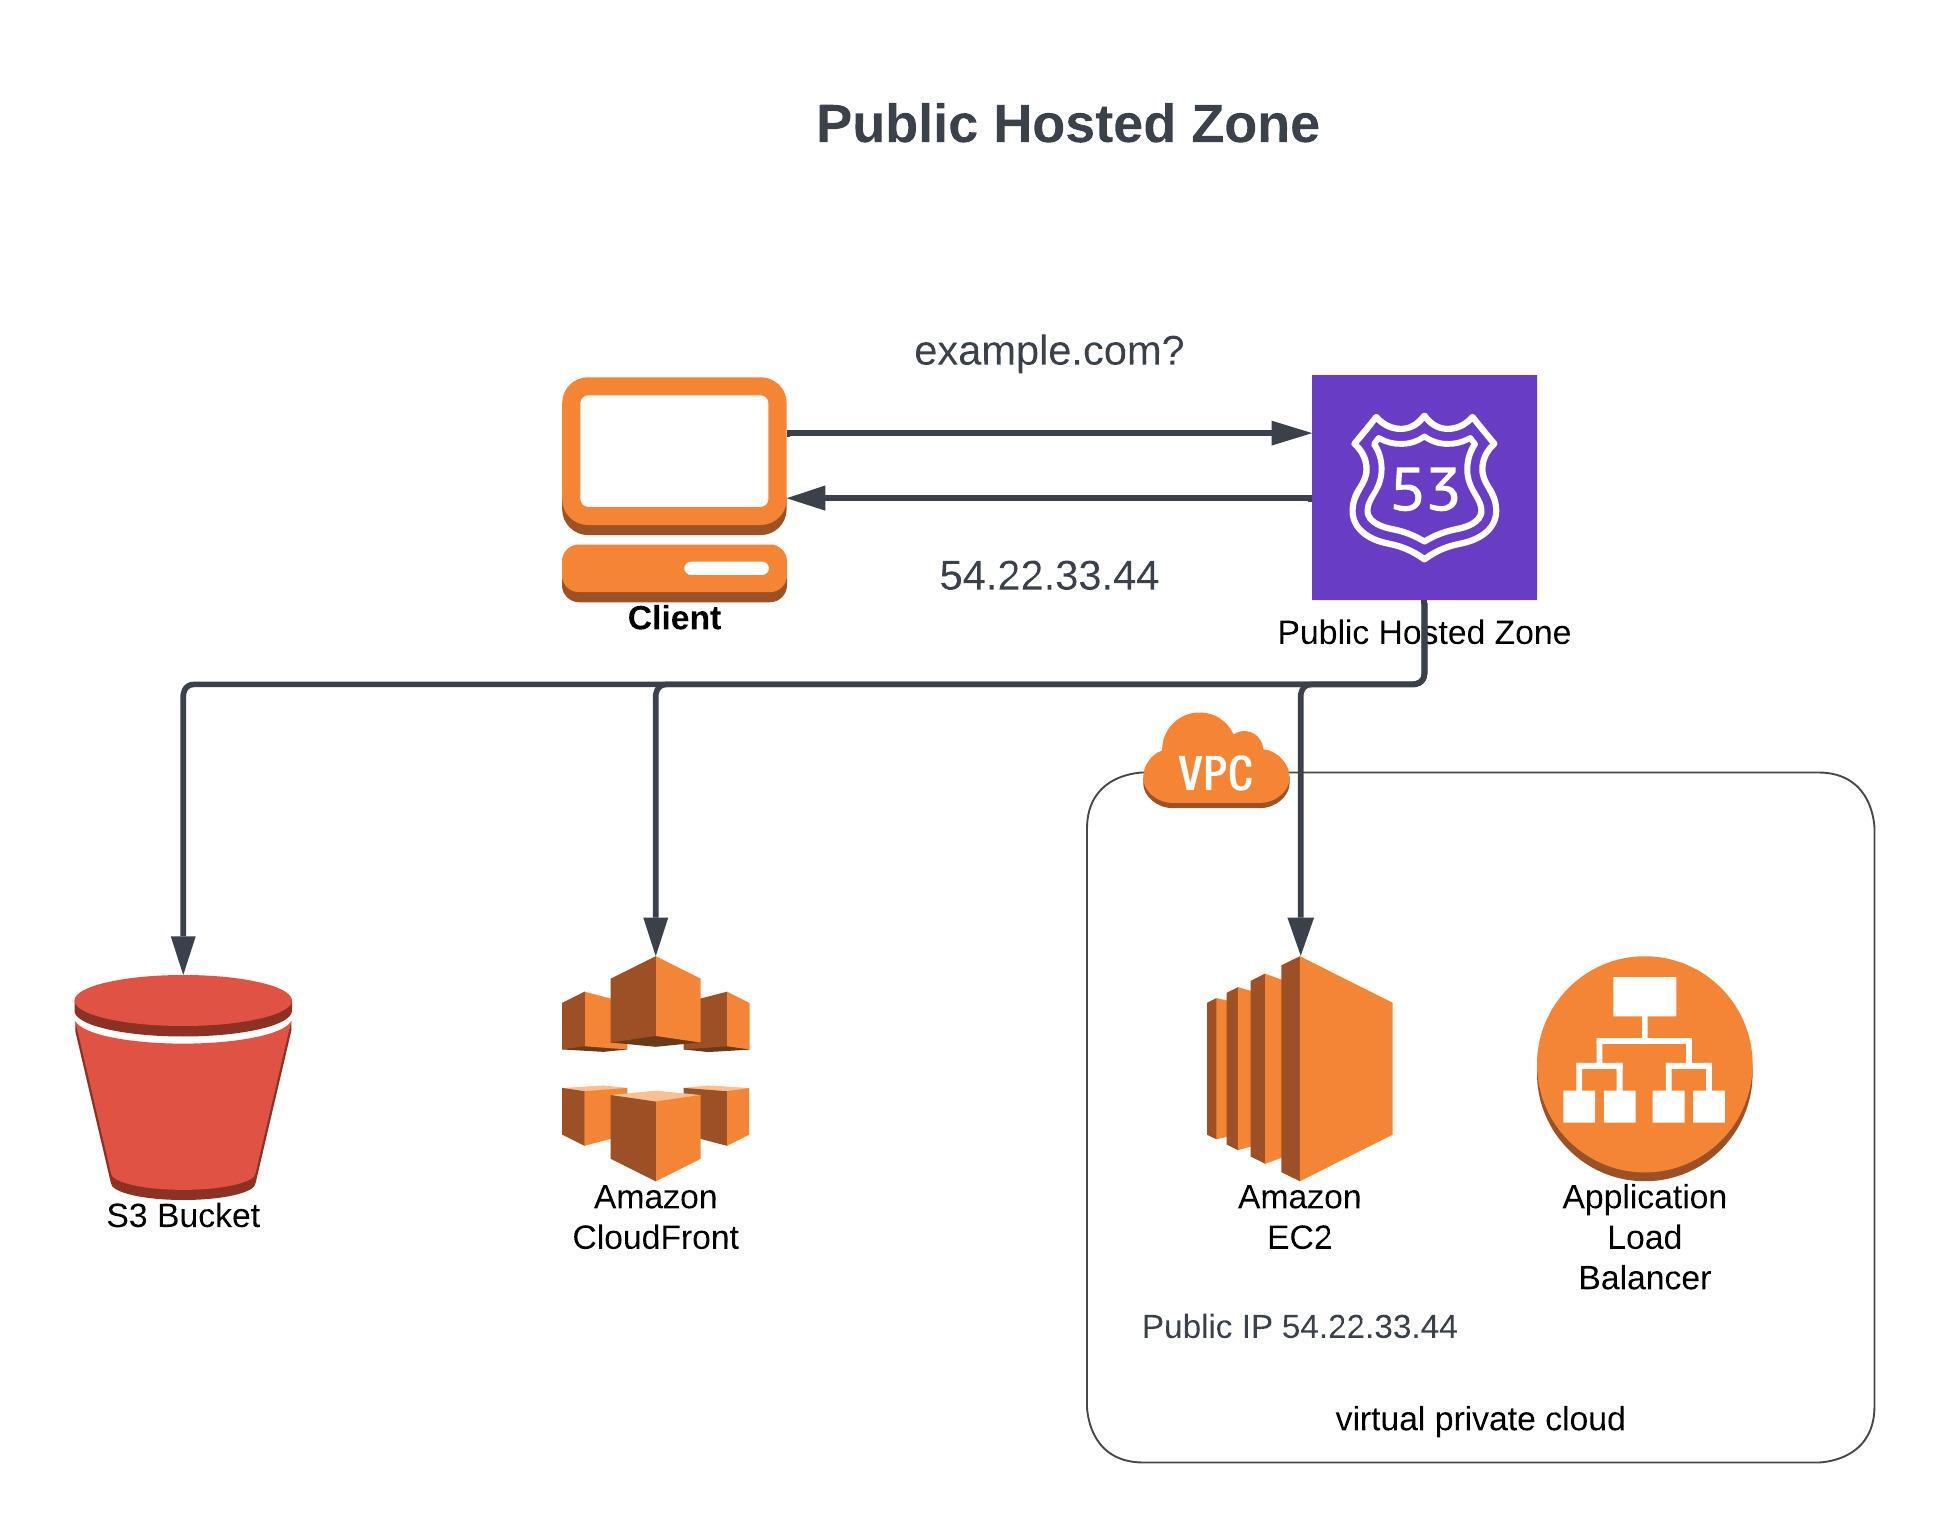 Public Hosted Zone
example.com?
53
54.22.33.44
Client
Public Hosted Zone
VPC
S3 Bucket
Amazon
CloudFront
Amazon
EC2
Application
Load
Balancer
Public IP 54.22.33.44
virtual private cloud